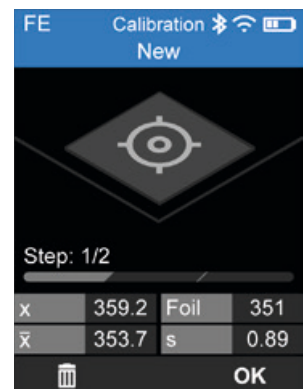 FE Calibration
New
Step: 1/2
x 359.2 Foil 351
x̅ 353.7 s 0.89
OK